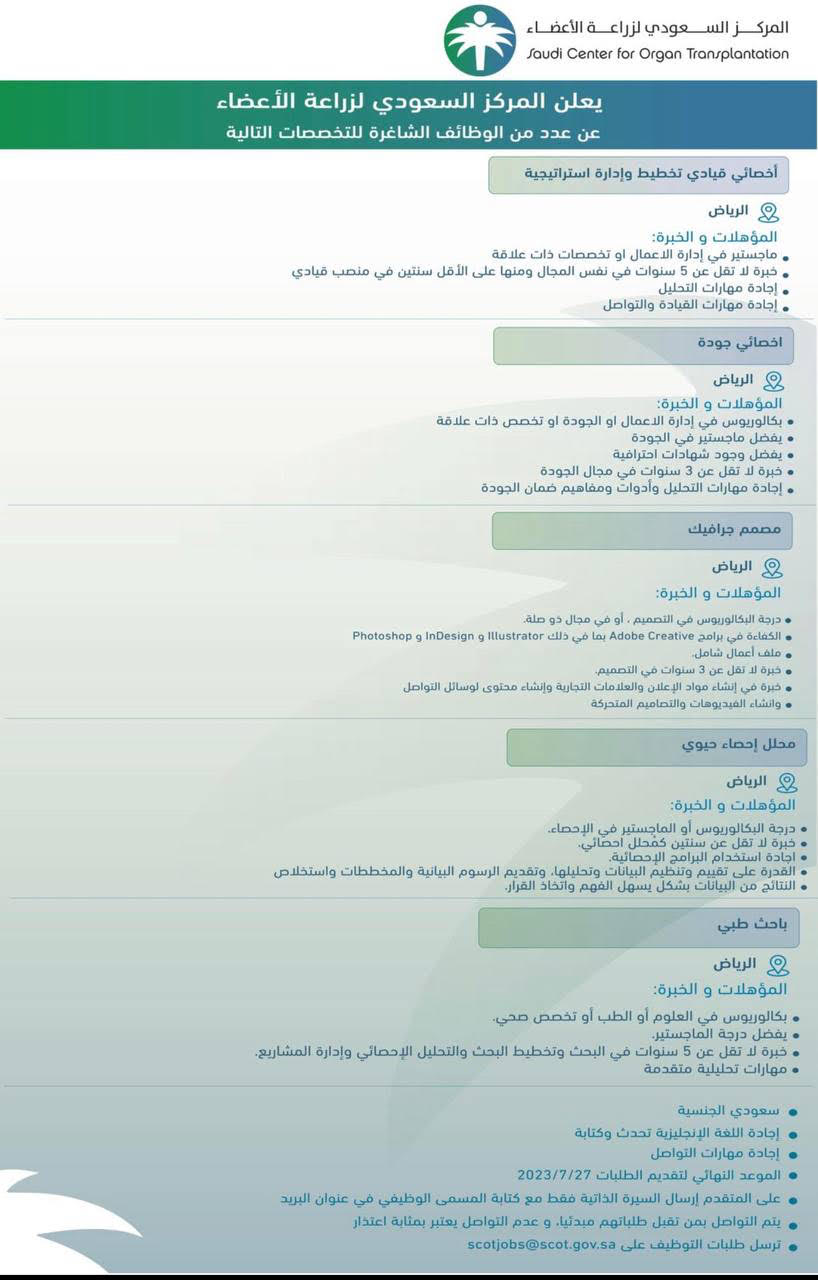 المركـــز الســـعودي لزراعــة الأعضــاء
Saudi Center for Organ Transplantation
يعلن المركز السعودي لزراعة الأعضاء
عن عدد من الوظائف الشاغرة للتخصصات التالية
أخصائي قيادي تخطيط وإدارة استراتيجية
الرياض
المؤهلات و الخبرة:
ماجستير في إدارة الاعمال او تخصصات ذات علاقة
خبرة لا تقل عن 5 سنوات في نفس المجال ومنها على الأقل سنتين في منصب قيادي
إجادة مهارات التحليل
إجادة مهارات القيادة والتواصل
اخصائي جودة
الرياض
المؤهلات و الخبرة:
بكالوريوس في إدارة الاعمال او الجودة او تخصص ذات علاقة
يفضل ماجستير في الجودة
يفضل وجود شهادات احترافية
خبرة لا تقل عن 3 سنوات في مجال الجودة
إجادة مهارات التحليل وأدوات ومفاهيم ضمان الجودة
مصمم جرافيك
الرياض
المؤهلات و الخبرة:
درجة البكالوريوس في التصميم ، أو في مجال ذو صلة.
الكفاءة في برامج Adobe Creative بما في ذلك Illustrator و InDesign و Photoshop
ملف أعمال شامل.
خبرة لا تقل عن 3 سنوات في التصميم.
خبرة في إنشاء مواد الإعلان والعلامات التجارية وإنشاء محتوى لوسائل التواصل
وانشاء الفيديوهات والتصاميم المتحركة
محلل إحصاء حيوي
الرياض
المؤهلات و الخبرة:
درجة البكالوريوس أو الماجستير في الإحصاء.
خبرة لا تقل عن سنتين كمُحلل احصائي.
اجادة استخدام البرامج الإحصائية.
القدرة على تقييم وتنظيم البيانات وتحليلها، وتقديم الرسوم البيانية والمخططات واستخلاص
النتائج من البيانات بشكل يسهل الفهم واتخاذ القرار.
باحث طبي
الرياض
المؤهلات و الخبرة:
بكالوريوس في العلوم أو الطب أو تخصص صحي.
يفضل درجة الماجستير.
خبرة لا تقل عن 5 سنوات في البحث وتخطيط البحث والتحليل الإحصائي وإدارة المشاريع.
مهارات تحليلية متقدمة
سعودي الجنسية
إجادة اللغة الإنجليزية تحدث وكتابة
إجادة مهارات التواصل
الموعد النهائي لتقديم الطلبات 2023/7/27
على المتقدم إرسال السيرة الذاتية فقط مع كتابة المسمى الوظيفي في عنوان البريد
يتم التواصل بمن تقبل طلباتهم مبدئيا، و عدم التواصل يعتبر بمثابة اعتذار
ترسل طلبات التوظيف على scotjobs@scot.gov.sa